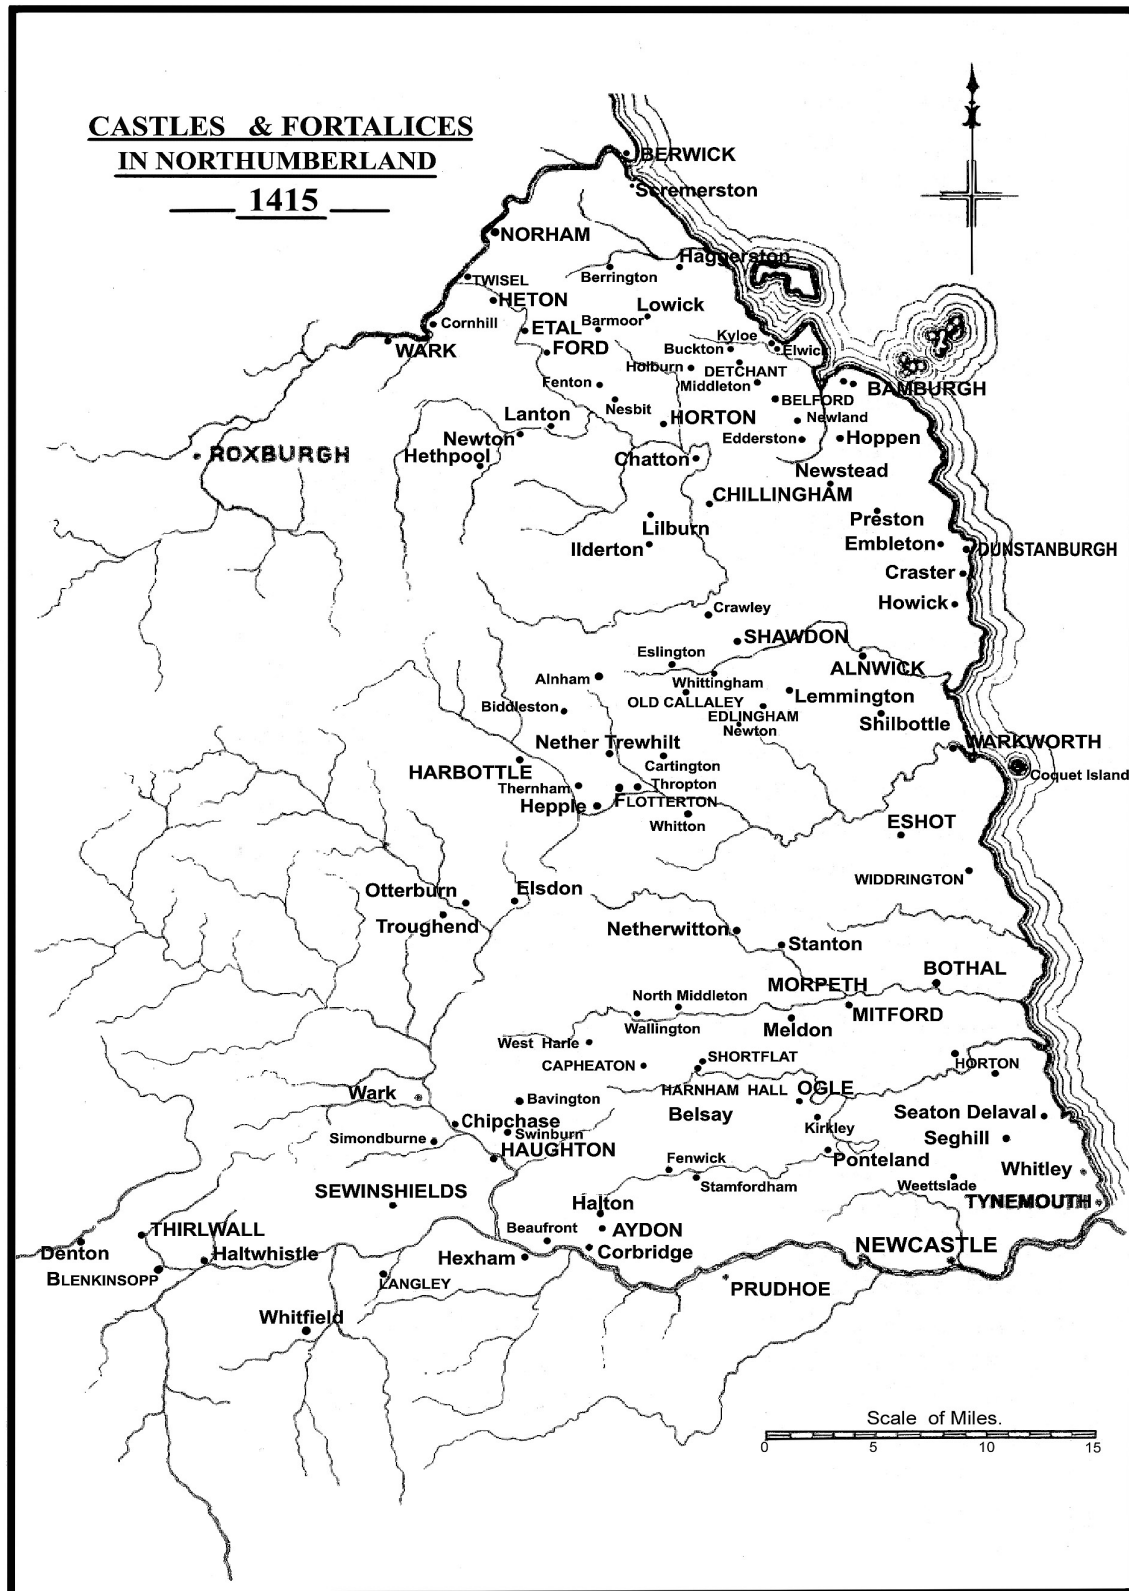 CASTLES & FORTALICES
IN NORTHUMBERLAND
1415
BERWICK
Scremerston
NORHAM
Haggerston
TWISEL
Berrington
HETON
Lowick
Cornhill
ETAL
Barmoor
Kyloe
WARK
FORD
Buckton
Elwick
Holburn
DETCHANT
Fenton
Middleton
BAMBURGH
Nesbit
BELFORD
Lanton
HORTON
Newland
Newton
Edderston
Hoppen
ROXBURGH
Hethpool
Chatton
Newstead
CHILLINGHAM
Lilburn
Preston
Ilderton
Embleton
DUNSTANBURGH
Craster
Howick
Crawley
SHAWDON
Eslington
ALNWICK
Alnham
Whittingham
OLD CALLALEY
Lemmington
Biddleston
EDLINGHAM
Shilbottle
Newton
Nether Trewhilt
WARKWORTH
HARBOTTLE
Cartington
Coquet Island
Thernham
Thropton
Hepple
FLOTTERTON
Whitton
ESHOT
WIDDRINGTON
Otterburn
Elsdon
Troughend
Netherwitton
Stanton
BOTHAL
MORPETH
North Middleton
MITFORD
Wallington
Meldon
West Harle
SHORTFLAT
CAPHEATON
HORTON
HARNHAM HALL
OGLE
Wark
Bavington
Belsay
Seaton Delaval
Chipchase
Kirkley
Swinburn
Simondburne
Seghill
HAUGHTON
Ponteland
Fenwick
Whitley
SEWINSHIELDS
Stamfordham
Weettslade
Halton
TYNEMOUTH
THIRLWALL
Beaufront
AYDON
NEWCASTLE
Denton
Haltwhistle
Hexham
Corbridge
BLENKINSOPP
LANGLEY
PRUDHOE
Whitfield
Scale of Miles.
0 5 10 15